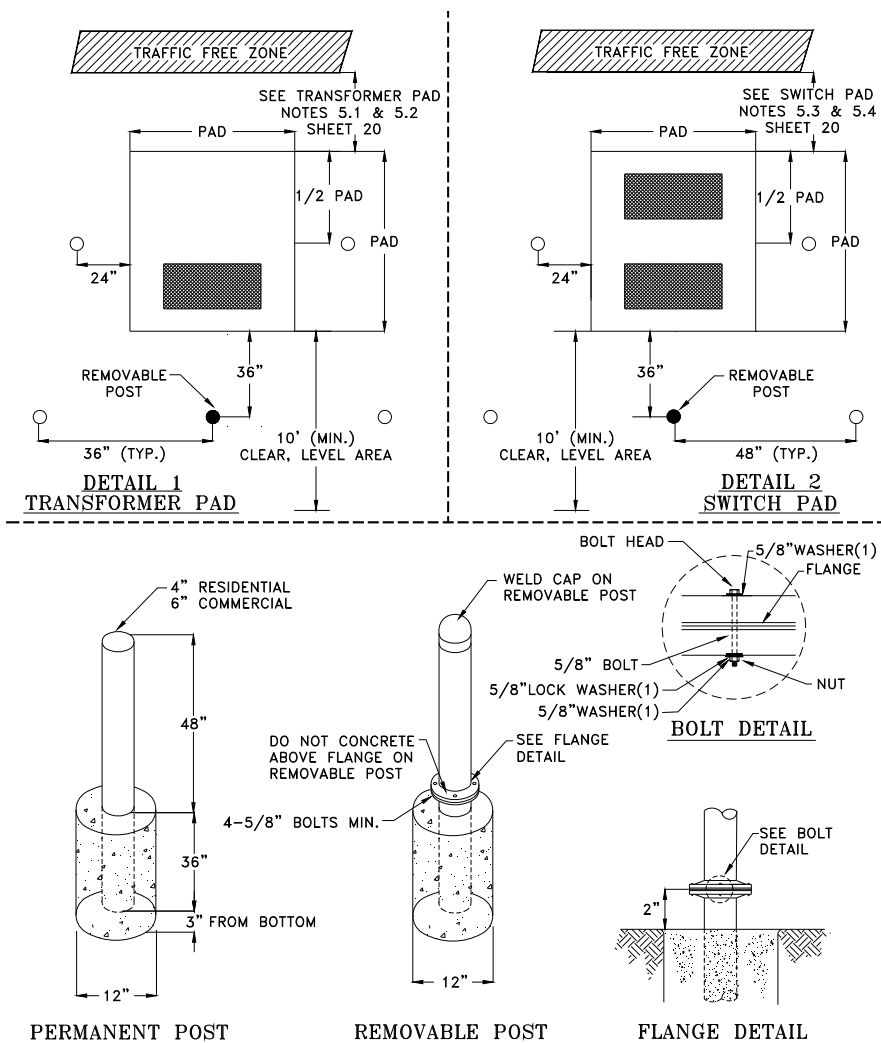 TRAFFIC FREE ZONE
SEE TRANSFORMER PAD
NOTES 5.1 & 5.2
SHEET 20
PAD
1/2 PAD
PAD
24"
36"
REMOVABLE
POST
10' (MIN.)
CLEAR, LEVEL AREA
36" (TYP.)
DETAIL 1
TRANSFORMER PAD
TRAFFIC FREE ZONE
SEE SWITCH PAD
NOTES 5.3 & 5.4
SHEET 20
PAD
1/2 PAD
PAD
24"
36"
REMOVABLE
POST
10' (MIN.)
CLEAR, LEVEL AREA
48" (TYP.)
DETAIL 2
SWITCH PAD
4" RESIDENTIAL
6" COMMERCIAL
48"
36"
3" FROM BOTTOM
12"
PERMANENT POST
WELD CAP ON
REMOVABLE POST
DO NOT CONCRETE
ABOVE FLANGE ON
REMOVABLE POST
SEE FLANGE
DETAIL
4-5/8" BOLTS MIN.
12"
REMOVABLE POST
BOLT HEAD
5/8"WASHER(1)
FLANGE
5/8" BOLT
5/8"LOCK WASHER(1)
5/8"WASHER(1)
NUT
BOLT DETAIL
SEE BOLT
DETAIL
2"
FLANGE DETAIL